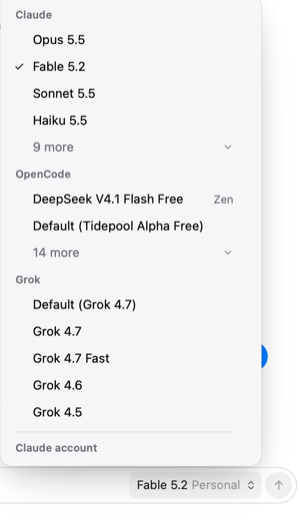 Claude
Opus 5.5
Fable 5.2
Sonnet 5.5
Haiku 5.5
9 more
OpenCode
DeepSeek V4.1 Flash Free Zen
Default (Tidepool Alpha Free)
14 more
Grok
Default (Grok 4.7)
Grok 4.7
Grok 4.7 Fast
Grok 4.6
Grok 4.5
Claude account
Fable 5.2 Personal